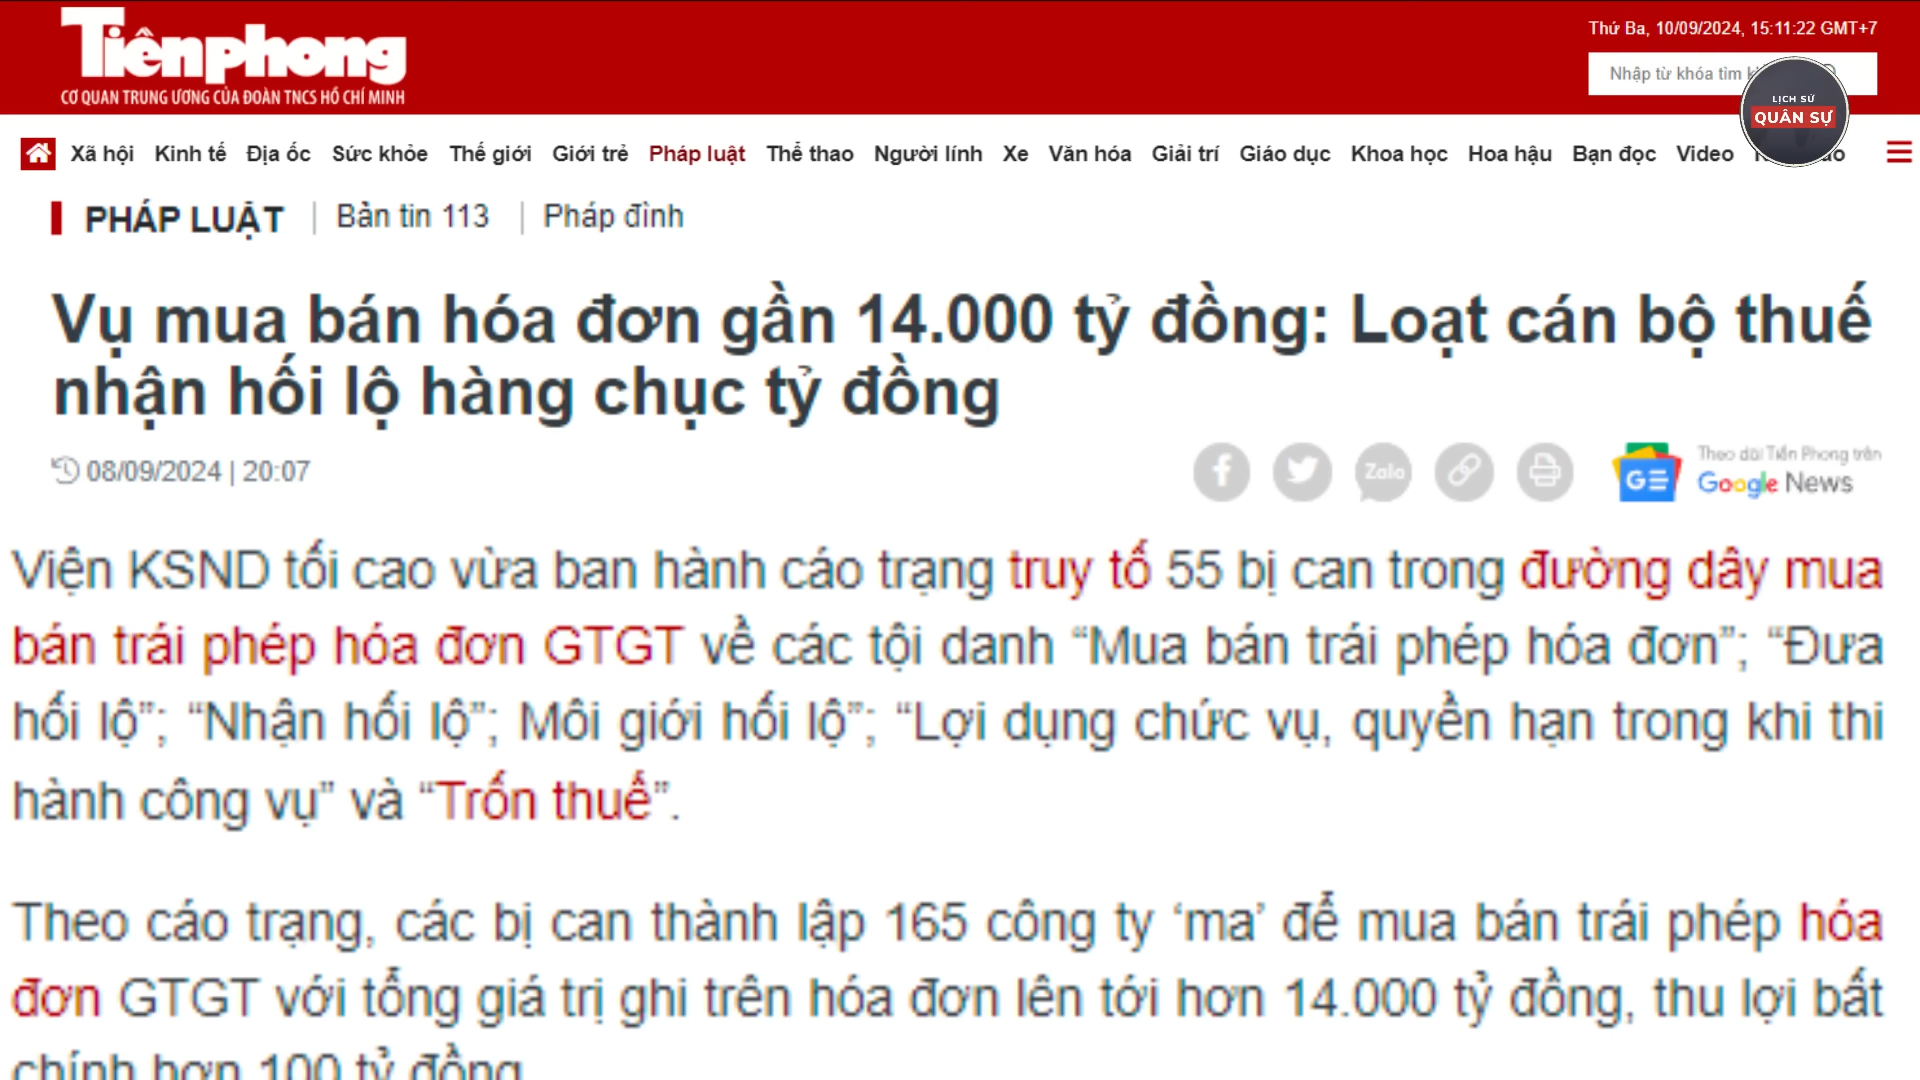 Tiênphong
CƠ QUAN TRUNG ƯƠNG CỦA ĐOÀN TNCS HỒ CHÍ MINH
Thứ Ba, 10/09/2024, 15:11:22 GMT+7
Nhập từ khóa tìm
LỊCH SỬ
QUÂN SỰ
Xã hội Kinh tế Địa ốc Sức khỏe Thế giới Giới trẻ Pháp luật Thể thao Người lính Xe Văn hóa Giải trí Giáo dục Khoa học Hoa hậu Bạn đọc Video
PHÁP LUẬT | Bản tin 113 | Pháp đình
Vụ mua bán hóa đơn gần 14.000 tỷ đồng: Loạt cán bộ thuế
nhận hối lộ hàng chục tỷ đồng
08/09/2024 | 20:07
Zalo
Theo dõi Tiền Phong trên
Google News
Viện KSND tối cao vừa ban hành cáo trạng truy tố 55 bị can trong đường dây mua
bán trái phép hóa đơn GTGT về các tội danh “Mua bán trái phép hóa đơn”; “Đưa
hối lộ”; “Nhận hối lộ”; Môi giới hối lộ”; “Lợi dụng chức vụ, quyền hạn trong khi thi
hành công vụ” và “Trốn thuế”.
Theo cáo trạng, các bị can thành lập 165 công ty ‘ma’ để mua bán trái phép hóa
đơn GTGT với tổng giá trị ghi trên hóa đơn lên tới hơn 14.000 tỷ đồng, thu lợi bất
chính hơn 100 tỷ đồng